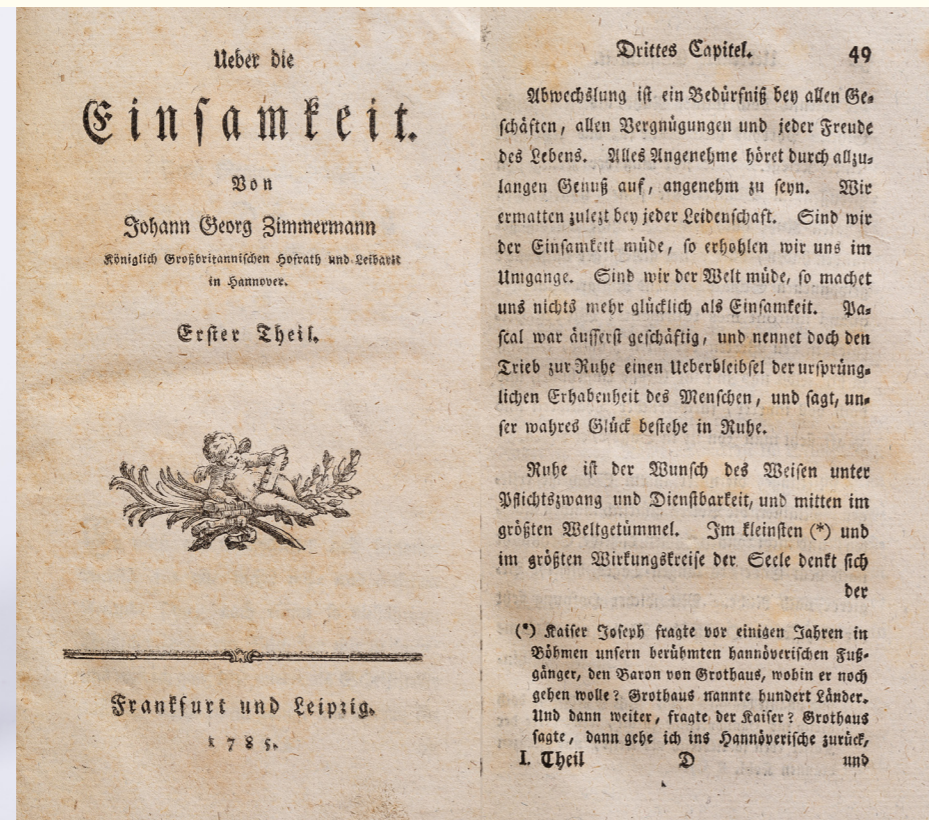 Ueber die
Einsamkeit.
Von
Johann Georg Zimmermann
Königlich Großbritannischen Hofrath und Leibarzt
in Hannover.
Erster Theil.
Frankfurt und Leipzig.
1785.
Drittes Capitel. 49
Abwechslung ist ein Bedürfniß bey allen Ge-
schäften, allen Vergnügungen und jeder Freude
des Lebens. Alles Angenehme höret durch allzu-
langen Genuß auf, angenehm zu seyn. Wir
ermatten zulezt bey jeder Leidenschaft. Sind wir
der Einsamkeit müde, so erhohlen wir uns im
Umgange. Sind wir der Welt müde, so machet
uns nichts mehr glücklich als Einsamkeit. Pa-
scal war äusserst geschäftig, und nennet doch den
Trieb zur Ruhe einen Ueberbleibsel der ursprüng-
lichen Erhabenheit des Menschen, und sagt, un-
ser wahres Glück bestehe in Ruhe.
Ruhe ist der Wunsch des Weisen unter
Pflichtszwang und Dienstbarkeit, und mitten im
größten Weltgetümmel. Im kleinsten (*) und
im größten Wirkungskreise der Seele denkt sich
der
(*) Kaiser Joseph fragte vor einigen Jahren in
Böhmen unsern berühmten hannöverischen Fuß-
gänger, den Baron von Grothaus, wohin er noch
gehen wolle? Grothaus nannte hundert Länder.
Und dann weiter, fragte der Kaiser? Grothaus
sagte, dann gehe ich ins Hannöverische zurück,
I. Theil D und